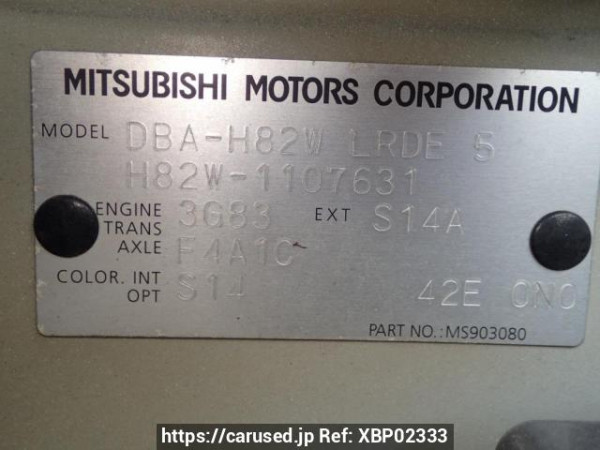 MITSUBISHI MOTORS CORPORATION
MODEL DBA-H82W LRDE 5
H82W-1107631
ENGINE 3G83 EXT S14A
TRANS
AXLE F4A1C
COLOR. INT S14
OPT 42E 0N0
PART NO.:MS903080
https://carused.jp Ref: XBP02333